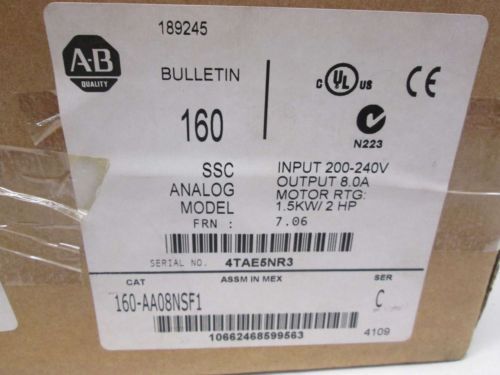 189245
A-B
QUALITY
BULLETIN
160
SSC
ANALOG
MODEL
FRN : 7.06
C UL US
CE
N223
INPUT 200-240V
OUTPUT 8.0A
MOTOR RTG:
1.5KW/ 2 HP
SERIAL NO. 4TAE5NR3
CAT ASSM IN MEX SER
160-AA08NSF1 C
10662468599563 4109